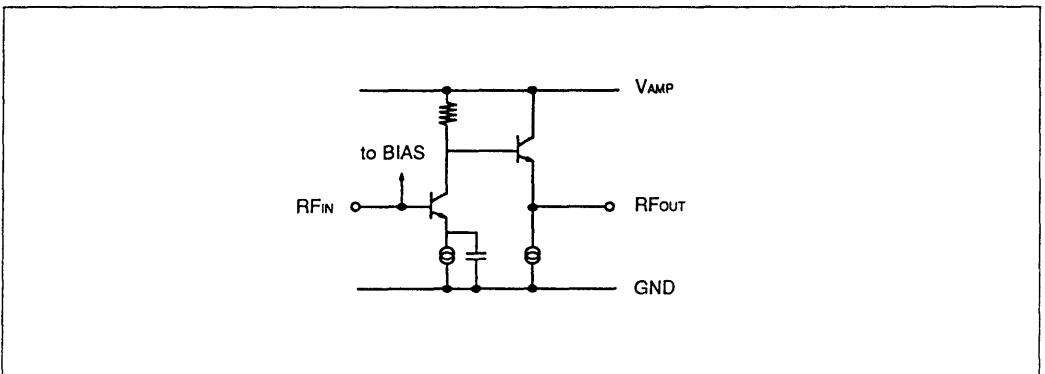 VAMP
to BIAS
RFIN
RFOUT
GND